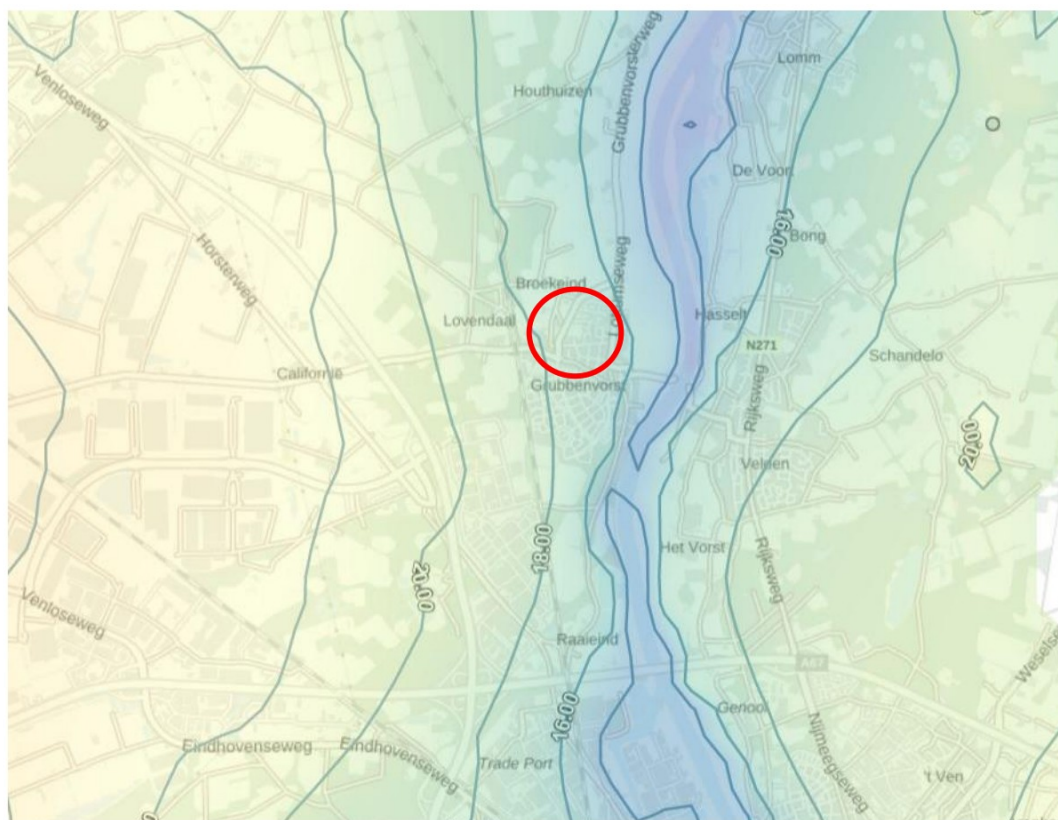 Lomm
Venloseweg
Houthuizen
Grubbenvorsterweg
De Voort
16.00
Bong
Horsterweg
Broekeind
Lottumseweg
Lovendaal
Hasselt
N271
Schandelo
Californië
Grubbenvorst
Rijksweg
20.00
Velden
18.00
Het Vorst
Rijksweg
20.00
Venloseweg
Raaieind
A67
Weselse
16.00
Genooi
Nijmeegseweg
Eindhovenseweg
Eindhovenseweg
Trade Port
't Ven